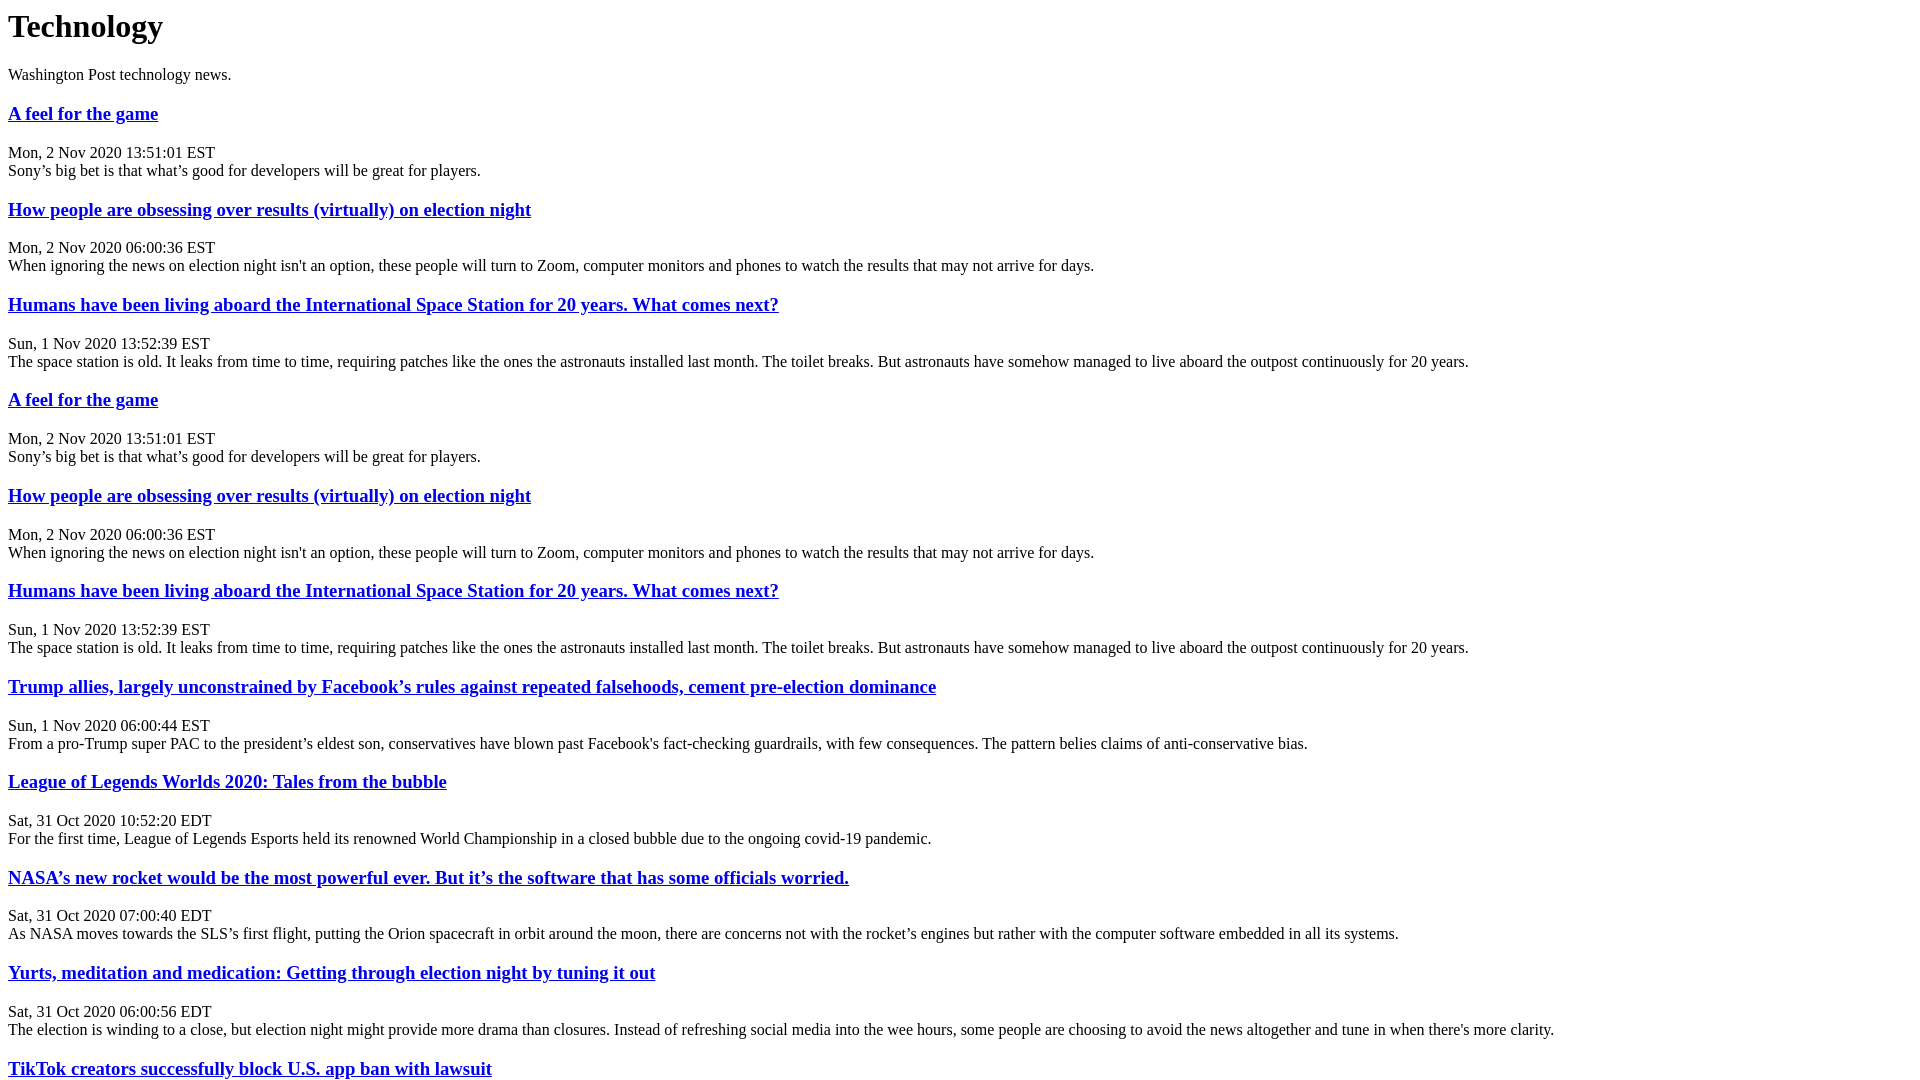 Technology
Washington Post technology news.
A feel for the game
Mon, 2 Nov 2020 13:51:01 EST
Sony’s big bet is that what’s good for developers will be great for players.
How people are obsessing over results (virtually) on election night
Mon, 2 Nov 2020 06:00:36 EST
When ignoring the news on election night isn't an option, these people will turn to Zoom, computer monitors and phones to watch the results that may not arrive for days.
Humans have been living aboard the International Space Station for 20 years. What comes next?
Sun, 1 Nov 2020 13:52:39 EST
The space station is old. It leaks from time to time, requiring patches like the ones the astronauts installed last month. The toilet breaks. But astronauts have somehow managed to live aboard the outpost continuously for 20 years.
A feel for the game
Mon, 2 Nov 2020 13:51:01 EST
Sony’s big bet is that what’s good for developers will be great for players.
How people are obsessing over results (virtually) on election night
Mon, 2 Nov 2020 06:00:36 EST
When ignoring the news on election night isn't an option, these people will turn to Zoom, computer monitors and phones to watch the results that may not arrive for days.
Humans have been living aboard the International Space Station for 20 years. What comes next?
Sun, 1 Nov 2020 13:52:39 EST
The space station is old. It leaks from time to time, requiring patches like the ones the astronauts installed last month. The toilet breaks. But astronauts have somehow managed to live aboard the outpost continuously for 20 years.
Trump allies, largely unconstrained by Facebook’s rules against repeated falsehoods, cement pre-election dominance
Sun, 1 Nov 2020 06:00:44 EST
From a pro-Trump super PAC to the president’s eldest son, conservatives have blown past Facebook's fact-checking guardrails, with few consequences. The pattern belies claims of anti-conservative bias.
League of Legends Worlds 2020: Tales from the bubble
Sat, 31 Oct 2020 10:52:20 EDT
For the first time, League of Legends Esports held its renowned World Championship in a closed bubble due to the ongoing covid-19 pandemic.
NASA’s new rocket would be the most powerful ever. But it’s the software that has some officials worried.
Sat, 31 Oct 2020 07:00:40 EDT
As NASA moves towards the SLS’s first flight, putting the Orion spacecraft in orbit around the moon, there are concerns not with the rocket’s engines but rather with the computer software embedded in all its systems.
Yurts, meditation and medication: Getting through election night by tuning it out
Sat, 31 Oct 2020 06:00:56 EDT
The election is winding to a close, but election night might provide more drama than closures. Instead of refreshing social media into the wee hours, some people are choosing to avoid the news altogether and tune in when there's more clarity.
TikTok creators successfully block U.S. app ban with lawsuit